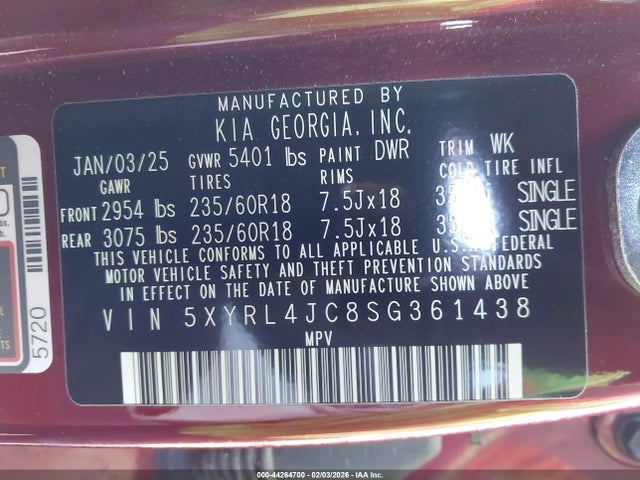 MANUFACTURED BY
KIA GEORGIA, INC.
JAN/03/25 GVWR 5401 lbs PAINT DWR TRIM WK
GAWR TIRES RIMS COLD TIRE INFL
FRONT 2954 lbs 235/60R18 7.5Jx18 SINGLE
REAR 3075 lbs 235/60R18 7.5Jx18 SINGLE
THIS VEHICLE CONFORMS TO ALL APPLICABLE U.S. FEDERAL
MOTOR VEHICLE SAFETY AND THEFT PREVENTION STANDARDS
IN EFFECT ON THE DATE OF MANUFACTURE SHOWN ABOVE.
VIN 5XYRL4JC8SG361438
MPV
5720
000-44264700 - 02/03/2026 - IAA Inc.